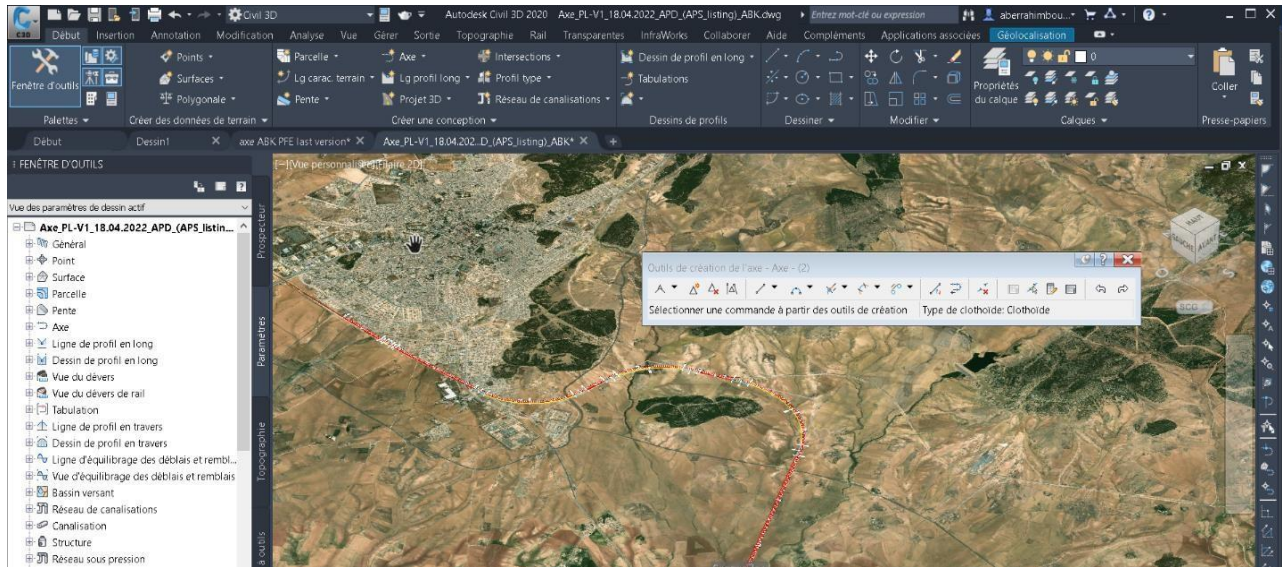 Civil 3D
Autodesk Civil 3D 2020 Axe_PL-V1_18.04.2022_APD_(APS_listing)_ABK.dwg
Entrez mot-clé ou expression
aberrahimbou...
C3D
Début Insertion Annotation Modification Analyse Vue Gérer Sortie Topographie Rail Transparentes InfraWorks Collaborer Aide Compléments Applications associées Géolocalisation
Fenêtre d'outils
Points
Surfaces
Polygonale
Parcelle
Lg carac. terrain
Pente
Axe
Lg profil long
Projet 3D
Intersections
Profil type
Réseau de canalisations
Dessin de profil en long
Tabulations
Propriétés
du calque
0
Coller
Palettes
Créer des données de terrain
Créer une conception
Dessins de profils
Dessiner
Modifier
Calques
Presse-papiers
Début Dessin1 axe ABK PFE last version* Axe_PL-V1_18.04.202...D_(APS_listing)_ABK*
FENÊTRE D'OUTILS
Vue des paramètres de dessin actif
Axe_PL-V1_18.04.2022_APD_(APS_listin...
Général
Point
Surface
Parcelle
Pente
Axe
Ligne de profil en long
Dessin de profil en long
Vue du dévers
Vue du dévers de rail
Tabulation
Ligne de profil en travers
Dessin de profil en travers
Ligne d'équilibrage des déblais et rembl...
Vue d'équilibrage des déblais et remblais
Bassin versant
Réseau de canalisations
Canalisation
Structure
Réseau sous pression
Prospecteur
Paramètres
Topographie
Outils de création de l'axe - Axe - (2)
Sélectionner une commande à partir des outils de création
Type de clothoïde: Clothoïde
HAUT
GAUCHE
AVANT
SCG